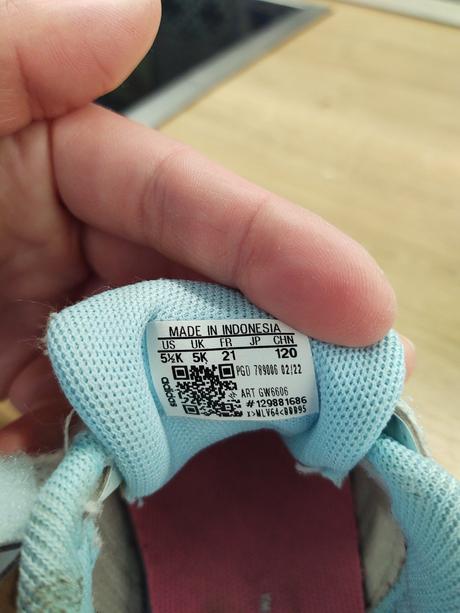 MADE IN INDONESIA
US UK FR JP CHN
5½K 5K 21 120
adidas
PGD 789006 02/22
ART GW6606
#129881686